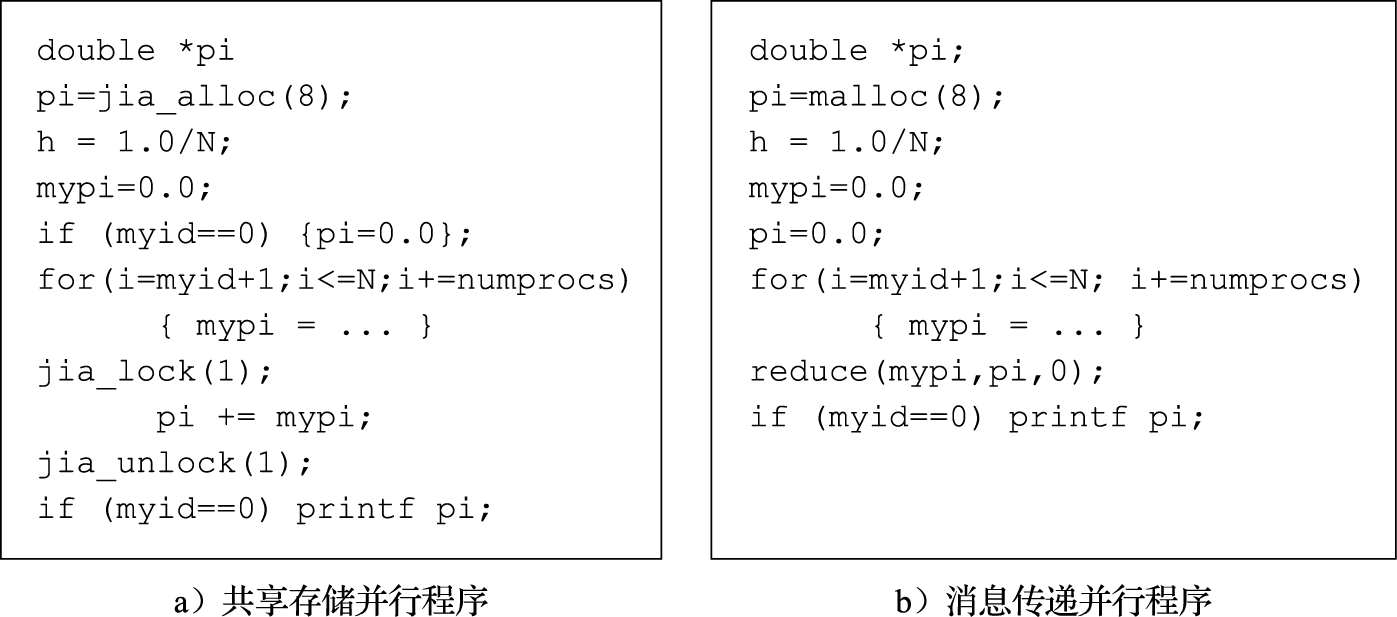 double *pi
pi=jia_alloc(8);
h = 1.0/N;
mypi=0.0;
if (myid==0) {pi=0.0};
for(i=myid+1;i<=N;i+=numprocs)
{ mypi = ... }
jia_lock(1);
pi += mypi;
jia_unlock(1);
if (myid==0) printf pi;
a）共享存储并行程序
double *pi;
pi=malloc(8);
h = 1.0/N;
mypi=0.0;
pi=0.0;
for(i=myid+1;i<=N; i+=numprocs)
{ mypi = ... }
reduce(mypi,pi,0);
if (myid==0) printf pi;
b）消息传递并行程序